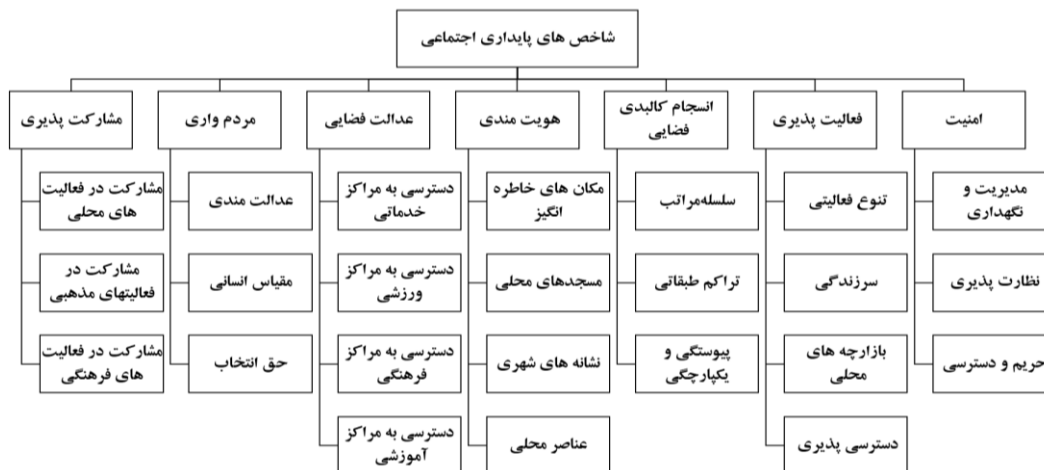 شاخص های پایداری اجتماعی
امنیت
مدیریت و
نگهداری
نظارت پذیری
حریم و دسترسی
فعالیت پذیری
تنوع فعالیتی
سرزندگی
بازارچه های
محلی
دسترسی پذیری
انسجام کالبدی
فضایی
سلسله‌مراتب
تراکم طبقاتی
پیوستگی و
یکپارچگی
هویت مندی
مکان های خاطره
انگیز
مسجدهای محلی
نشانه های شهری
عناصر محلی
عدالت فضایی
دسترسی به مراکز
خدماتی
دسترسی به مراکز
ورزشی
دسترسی به مراکز
فرهنگی
دسترسی به مراکز
آموزشی
مردم واری
عدالت مندی
مقیاس انسانی
حق انتخاب
مشارکت پذیری
مشارکت در فعالیت
های محلی
مشارکت در
فعالیتهای مذهبی
مشارکت در فعالیت
های فرهنگی